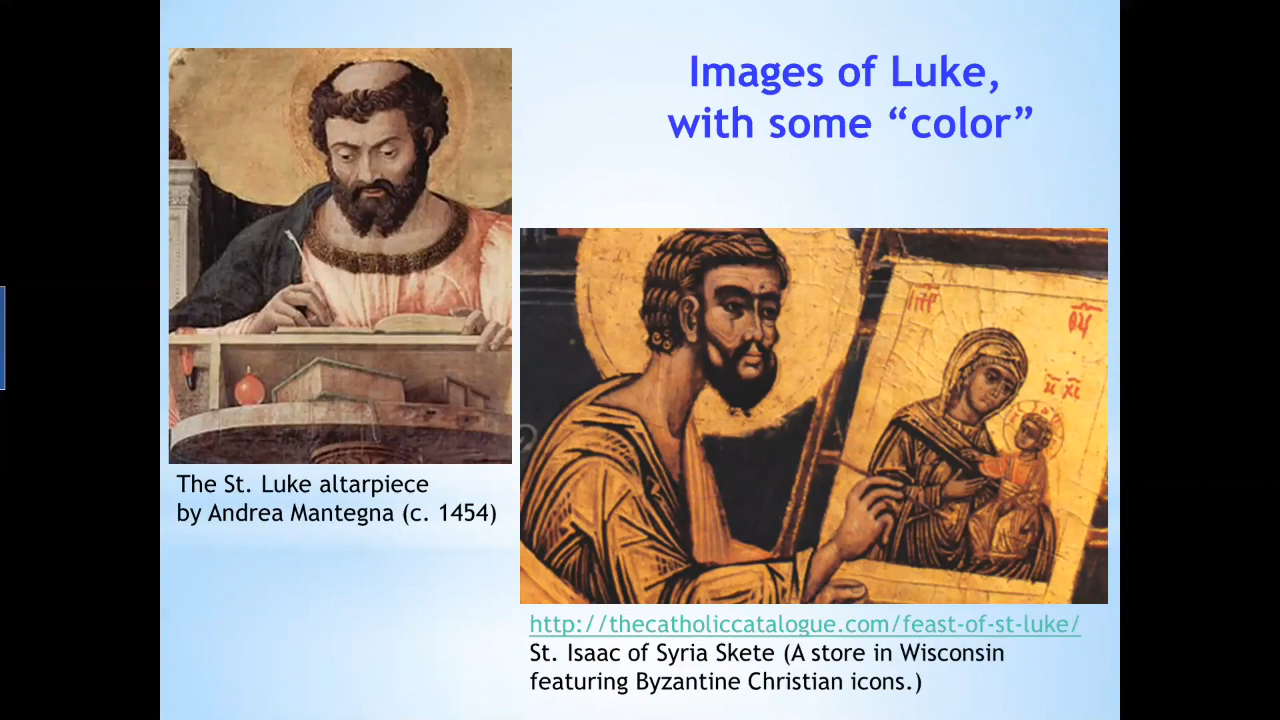 Images of Luke,
with some “color”
The St. Luke altarpiece
by Andrea Mantegna (c. 1454)
http://thecatholiccatalogue.com/feast-of-st-luke/
St. Isaac of Syria Skete (A store in Wisconsin
featuring Byzantine Christian icons.)